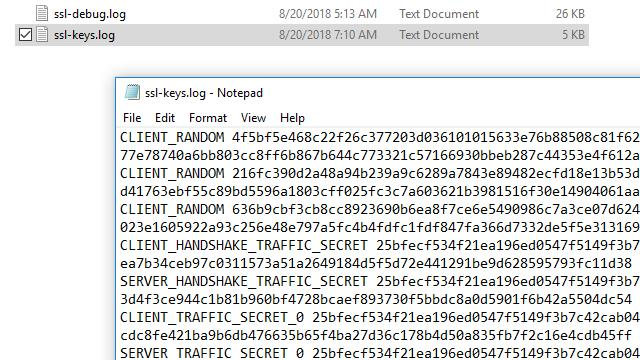 ssl-debug.log 8/20/2018 5:13 AM Text Document 26 KB
ssl-keys.log 8/20/2018 7:10 AM Text Document 5 KB
ssl-keys.log - Notepad
File Edit Format View Help
CLIENT_RANDOM 4f5bf5e468c22f26c377203d036101015633e76b88508c81f62
77e78740a6bb803cc8ff6b867b644c773321c57166930bbeb287c44353e4f612a
CLIENT_RANDOM 216fc390d2a48a94b239a9c6289a7843e89482ecfd18e13b53d
d41763ebf55c89bd5596a1803cff025fc3c7a603621b3981516f30e14904061aa
CLIENT_RANDOM 636b9cbf3cb8cc8923690b6ea8f7ce6e5490986c7a3ce07d624
023e1605922a93c256e48e797a5fc4b4fdfc1fdf847fa366d7332de5f5e313169
CLIENT_HANDSHAKE_TRAFFIC_SECRET 25bfecf534f21ea196ed0547f5149f3b7
ea7b34ceb97c0311573a51a2649184d5f5d72e441291be9d628595793fc11d38
SERVER_HANDSHAKE_TRAFFIC_SECRET 25bfecf534f21ea196ed0547f5149f3b7
3d4f3ce944c1b81b960bf4728bcaef893730f5bbdc8a0d5901f6b42a5504dc54
CLIENT_TRAFFIC_SECRET_0 25bfecf534f21ea196ed0547f5149f3b7c42cab04
cdc8fe421ba9b6db476635b65f4ba27d36c178b4d50a835fb7f2c16e4cdb45ff
SERVER_TRAFFIC_SECRET_0 25bfecf534f21ea196ed0547f5149f3b7c42cab04